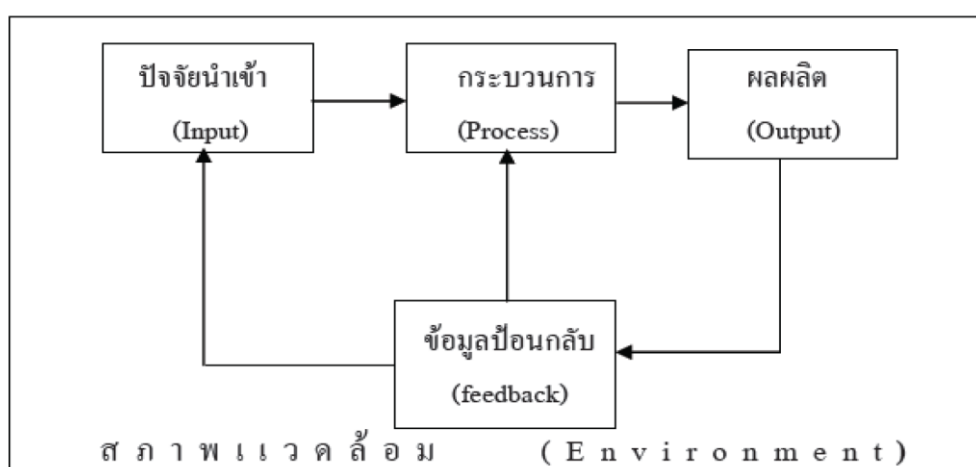 ปัจจัยนำเข้า
(Input)
กระบวนการ
(Process)
ผลผลิต
(Output)
ข้อมูลป้อนกลับ
(feedback)
สภาพแวดล้อม (Environment)